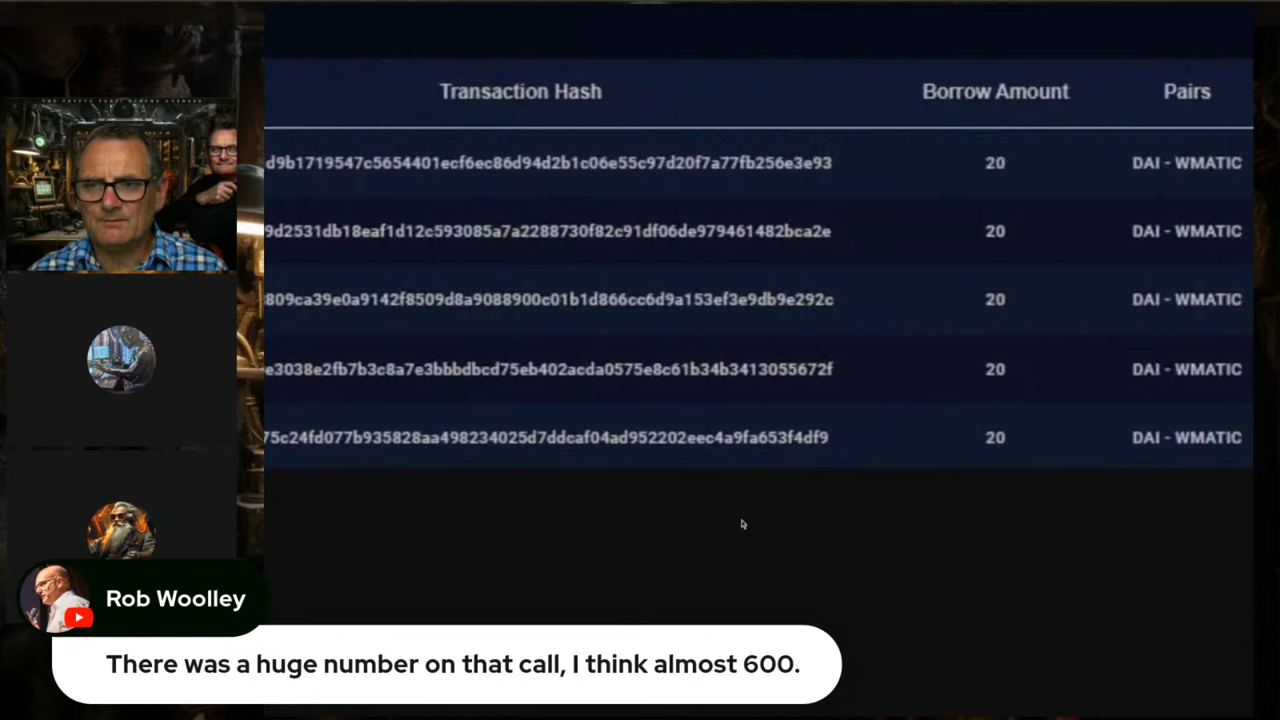 Transaction Hash Borrow Amount Pairs
d9b1719547c5654401ecf6ec86d94d2b1c06e55c97d20f7a77fb256e3e93 20 DAI - WMATIC
9d2531db18eaf1d12c593085a7a2288730f82c91df06de979461482bca2e 20 DAI - WMATIC
809ca39e0a9142f8509d8a9088900c01b1d866cc6d9a153ef3e9db9e292c 20 DAI - WMATIC
e3038e2fb7b3c8a7e3bbbdbcd75eb402acda0575e8c61b34b3413055672f 20 DAI - WMATIC
75c24fd077b935828aa498234025d7ddcaf04ad952202eec4a9fa653f4df9 20 DAI - WMATIC
Rob Woolley
There was a huge number on that call, I think almost 600.